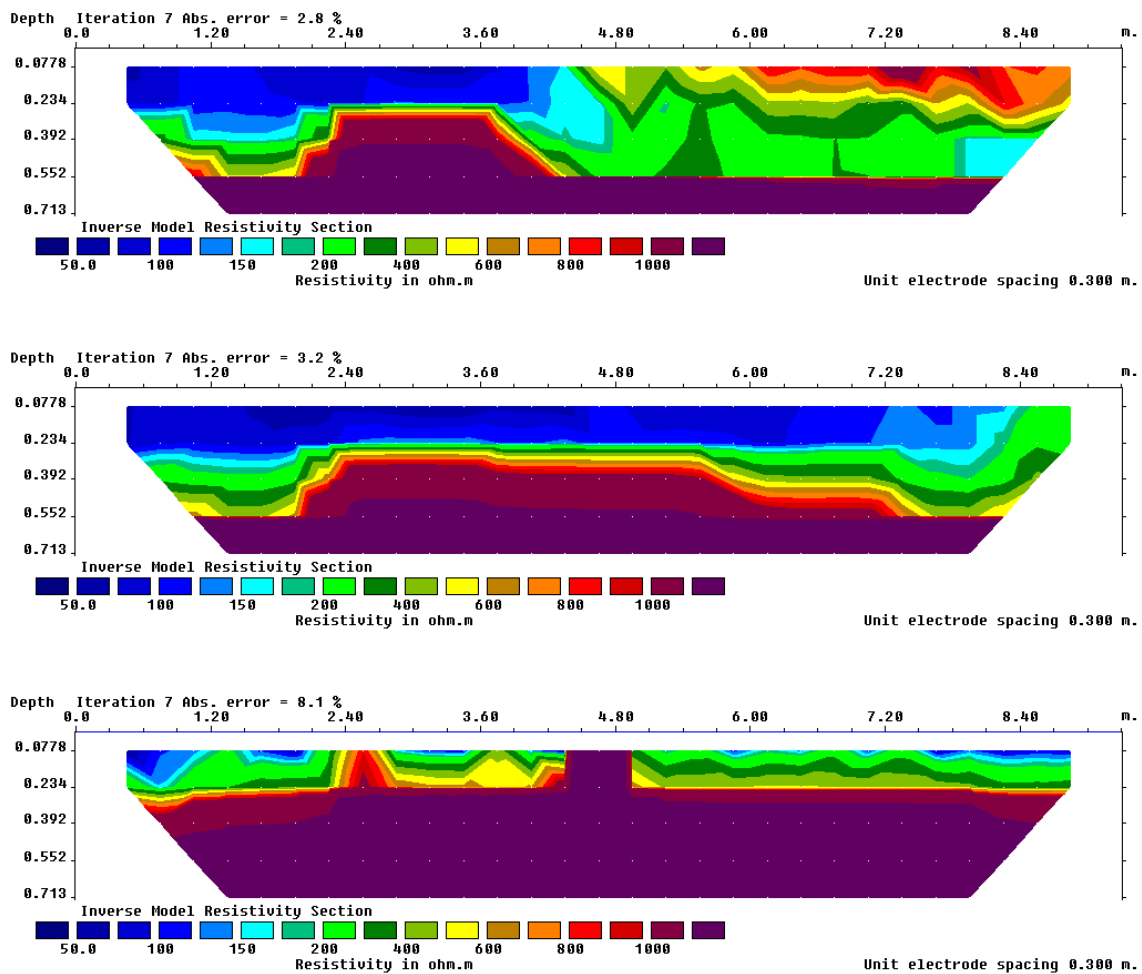 Depth Iteration 7 Abs. error = 2.8 %
0.0 1.20 2.40 3.60 4.80 6.00 7.20 8.40 m.
0.0778
0.234
0.392
0.552
0.713
Inverse Model Resistivity Section
50.0 100 150 200 400 600 800 1000
Resistivity in ohm.m Unit electrode spacing 0.300 m.
Depth Iteration 7 Abs. error = 3.2 %
0.0 1.20 2.40 3.60 4.80 6.00 7.20 8.40 m.
0.0778
0.234
0.392
0.552
0.713
Inverse Model Resistivity Section
50.0 100 150 200 400 600 800 1000
Resistivity in ohm.m Unit electrode spacing 0.300 m.
Depth Iteration 7 Abs. error = 8.1 %
0.0 1.20 2.40 3.60 4.80 6.00 7.20 8.40 m.
0.0778
0.234
0.392
0.552
0.713
Inverse Model Resistivity Section
50.0 100 150 200 400 600 800 1000
Resistivity in ohm.m Unit electrode spacing 0.300 m.